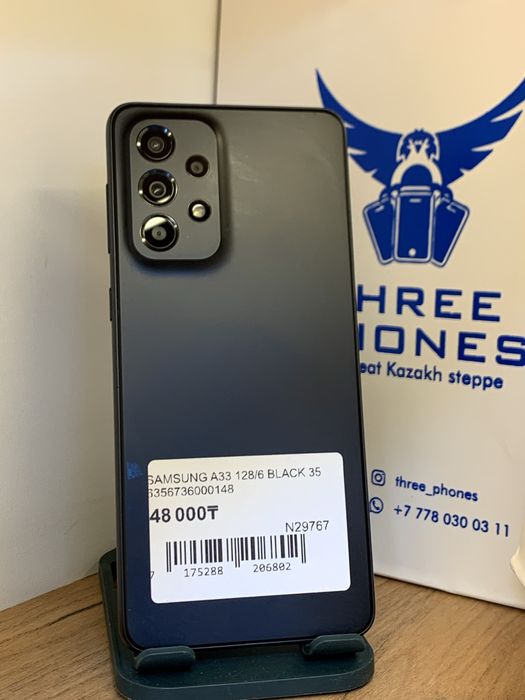 HREE
IONES
eat Kazakh steppe
three_phones
+7 778 030 03 11
SAMSUNG A33 128/6 BLACK 35
6356736000148
48 000₸
N29767
175288 206802